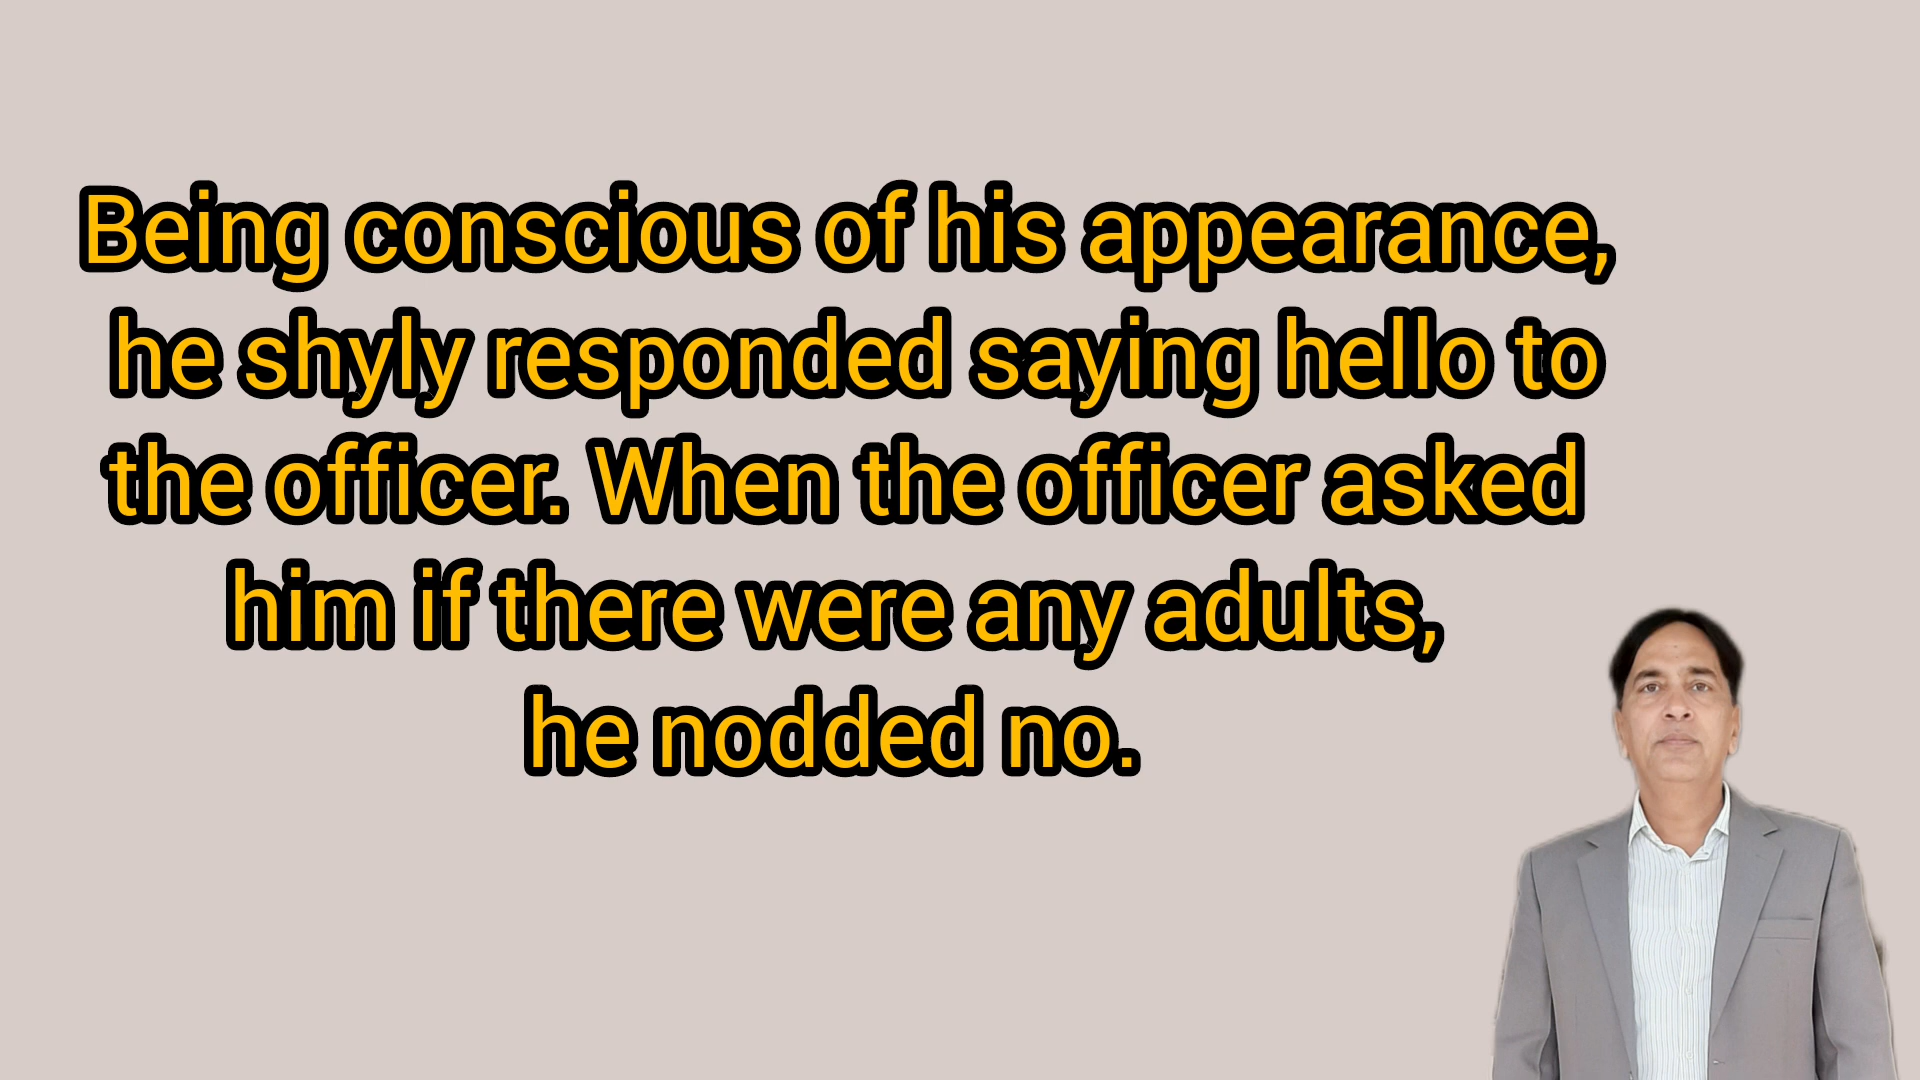 Being conscious of his appearance,
he shyly responded saying hello to
the officer. When the officer asked
him if there were any adults,
he nodded no.